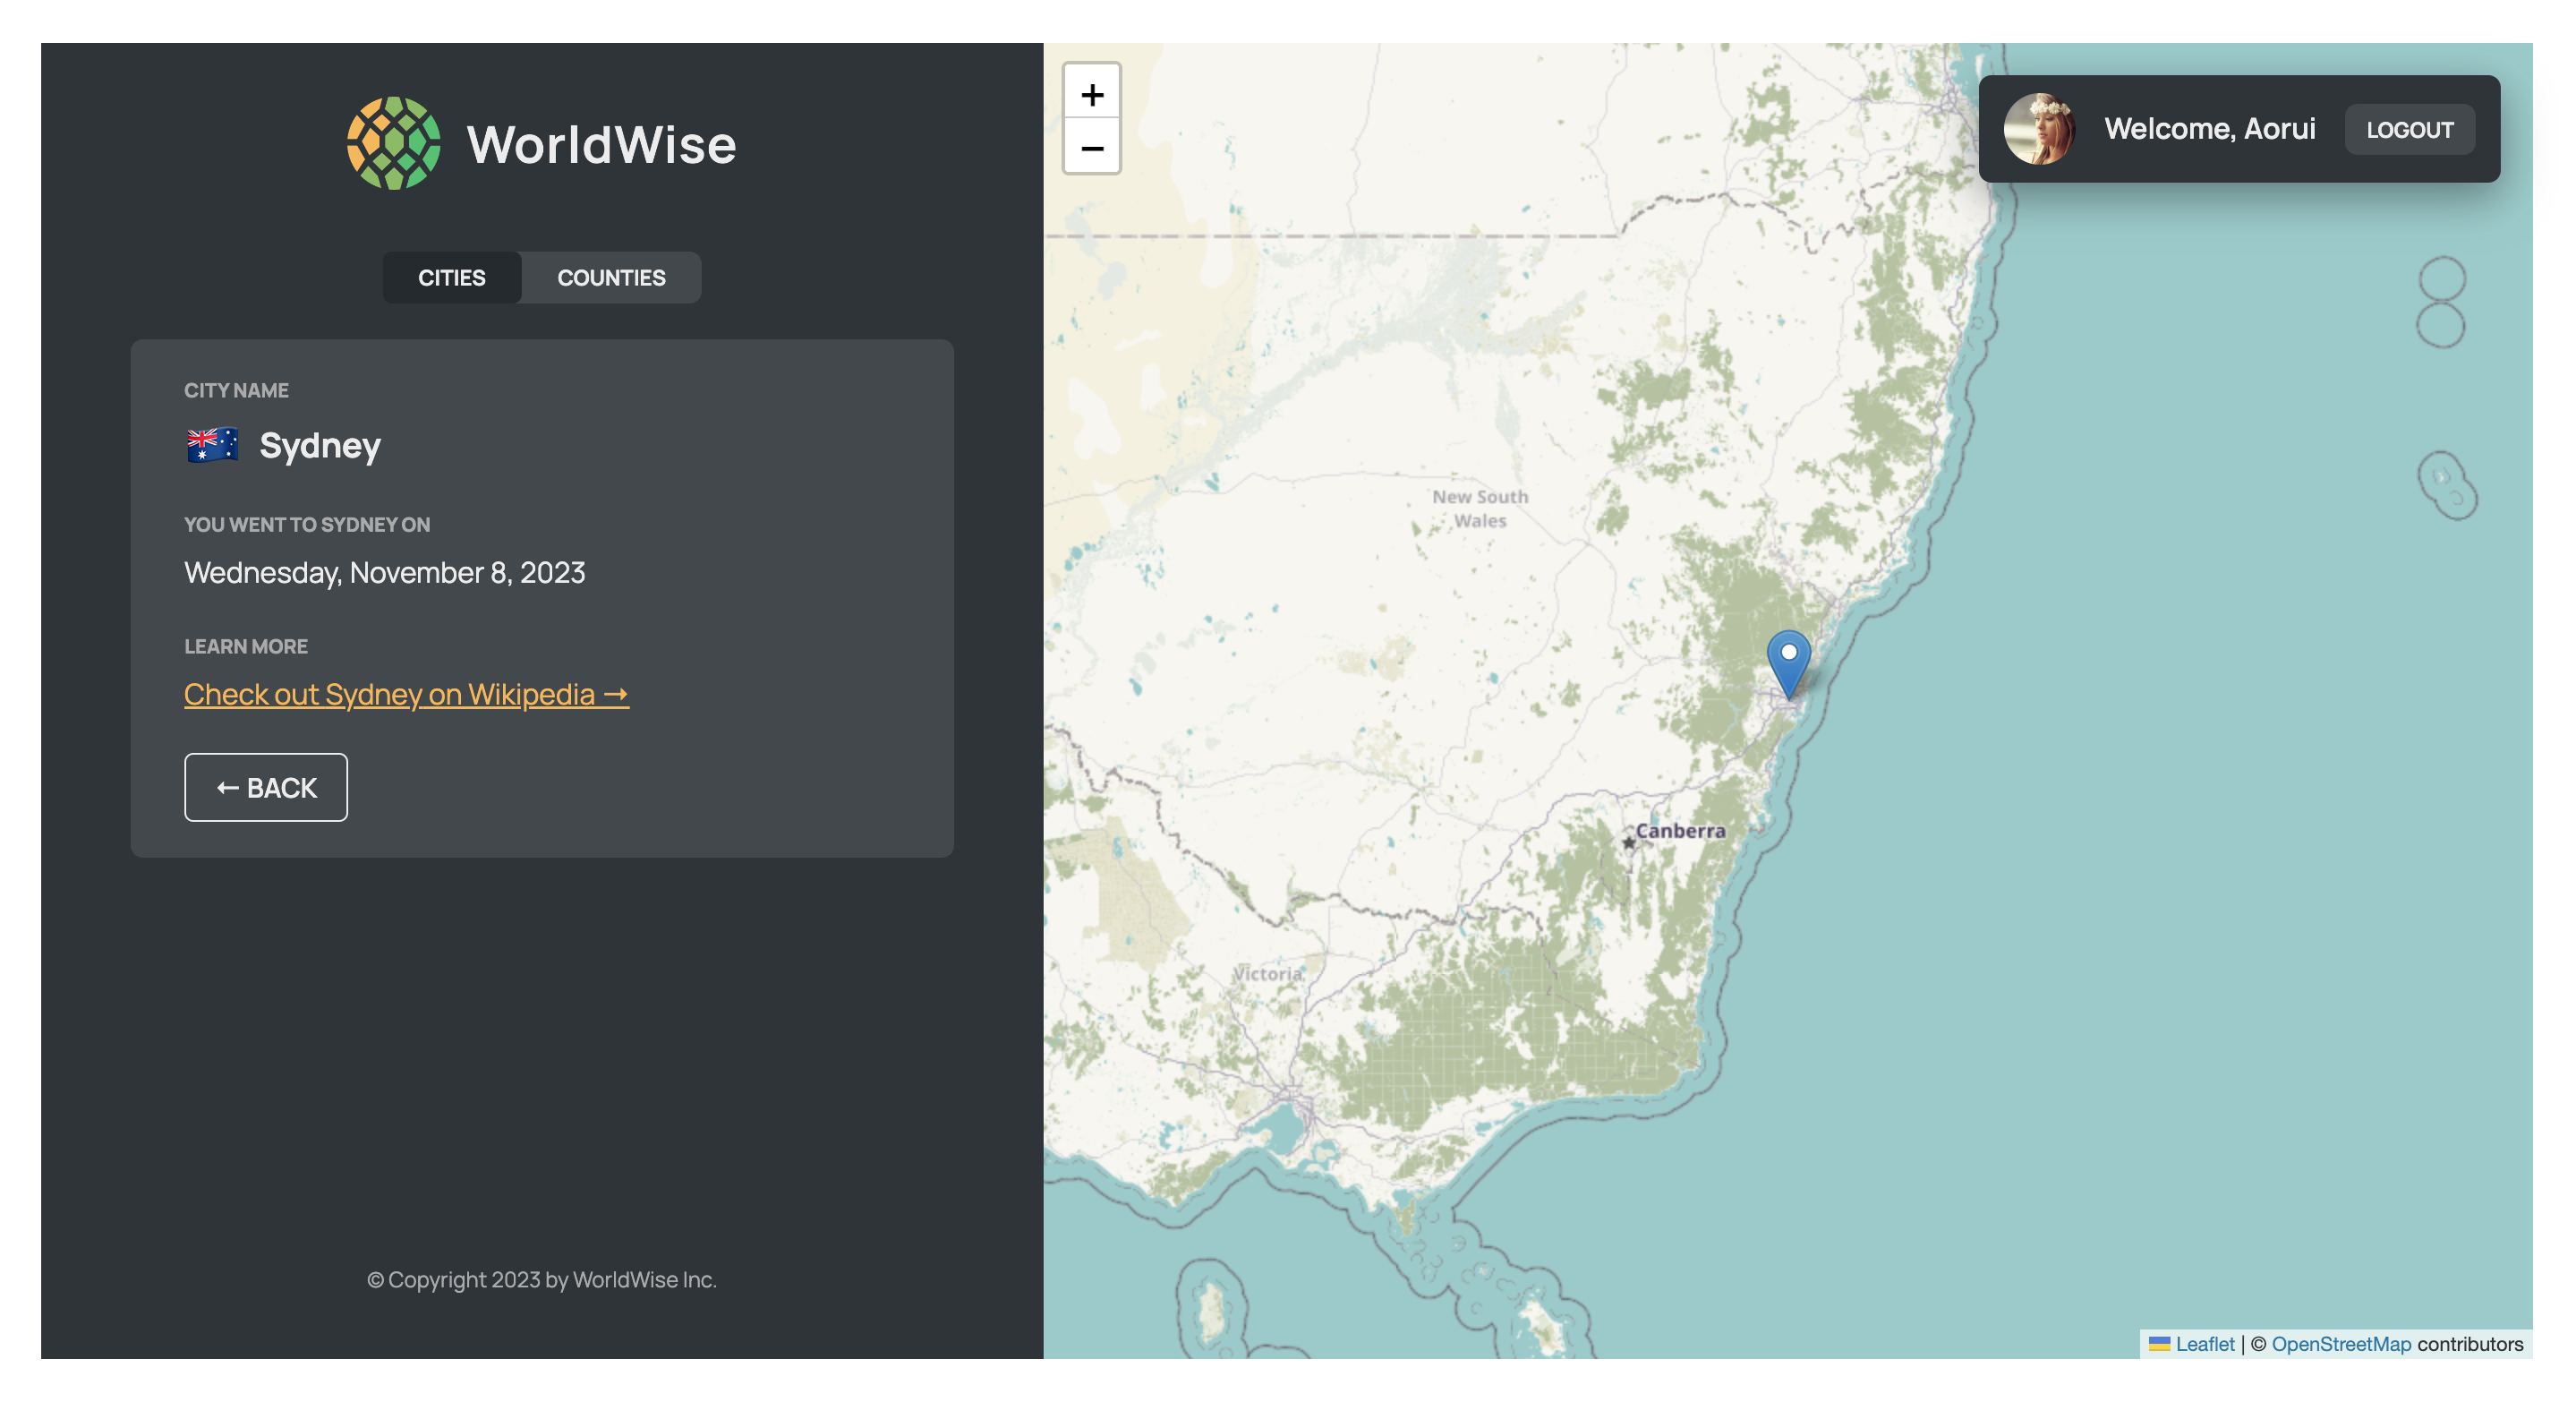 WorldWise
CITIES
COUNTIES
CITY NAME
Sydney
YOU WENT TO SYDNEY ON
Wednesday, November 8, 2023
LEARN MORE
Check out Sydney on Wikipedia →
← BACK
© Copyright 2023 by WorldWise Inc.
+
−
Welcome, Aorui
LOGOUT
New South
Wales
Canberra
Victoria
Leaflet | © OpenStreetMap contributors